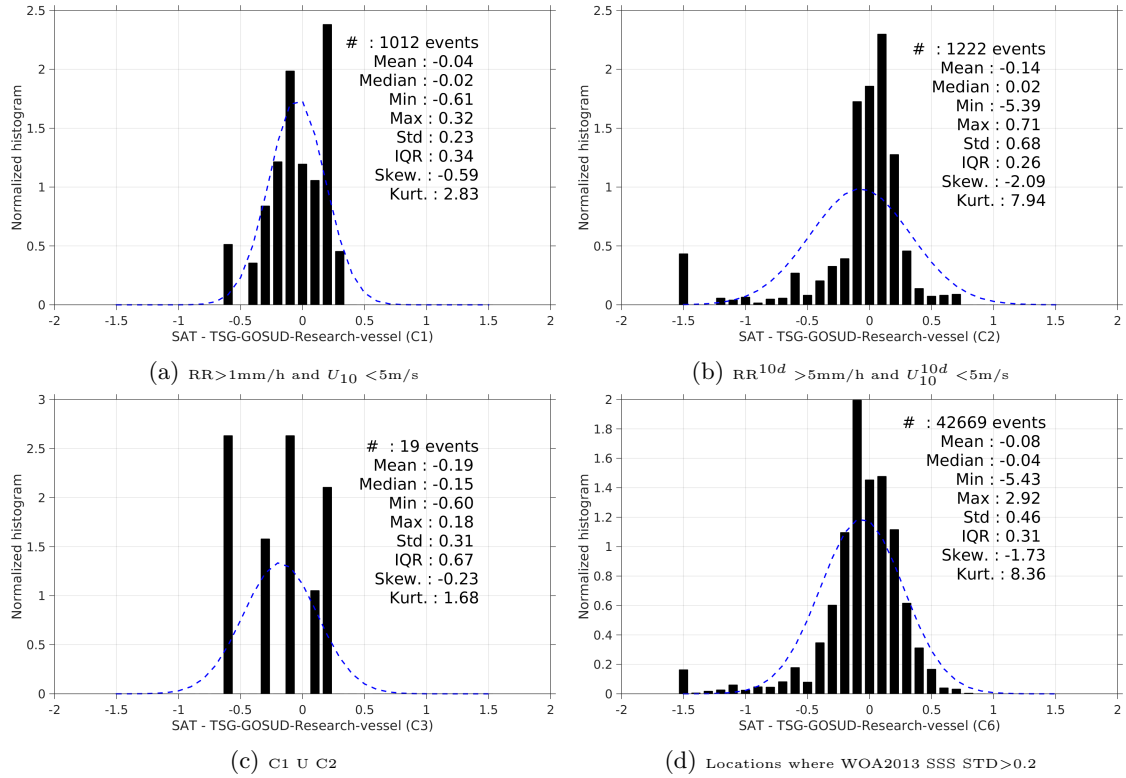 2.5
2
1.5
1
0.5
0
-2 -1.5 -1 -0.5 0 0.5 1 1.5 2
Normalized histogram
# : 1012 events
Mean : -0.04
Median : -0.02
Min : -0.61
Max : 0.32
Std : 0.23
IQR : 0.34
Skew. : -0.59
Kurt. : 2.83
SAT - TSG-GOSUD-Research-vessel (C1)
(a) RR>1mm/h and U10 <5m/s
2.5
2
1.5
1
0.5
0
-2 -1.5 -1 -0.5 0 0.5 1 1.5 2
Normalized histogram
# : 1222 events
Mean : -0.14
Median : 0.02
Min : -5.39
Max : 0.71
Std : 0.68
IQR : 0.26
Skew. : -2.09
Kurt. : 7.94
SAT - TSG-GOSUD-Research-vessel (C2)
(b) RR10d >5mm/h and U10d10 <5m/s
3
2.5
2
1.5
1
0.5
0
-2 -1.5 -1 -0.5 0 0.5 1 1.5 2
Normalized histogram
# : 19 events
Mean : -0.19
Median : -0.15
Min : -0.60
Max : 0.18
Std : 0.31
IQR : 0.67
Skew. : -0.23
Kurt. : 1.68
SAT - TSG-GOSUD-Research-vessel (C3)
(c) C1 U C2
2
1.8
1.6
1.4
1.2
1
0.8
0.6
0.4
0.2
0
-2 -1.5 -1 -0.5 0 0.5 1 1.5 2
Normalized histogram
# : 42669 events
Mean : -0.08
Median : -0.04
Min : -5.43
Max : 2.92
Std : 0.46
IQR : 0.31
Skew. : -1.73
Kurt. : 8.36
SAT - TSG-GOSUD-Research-vessel (C6)
(d) Locations where WOA2013 SSS STD>0.2